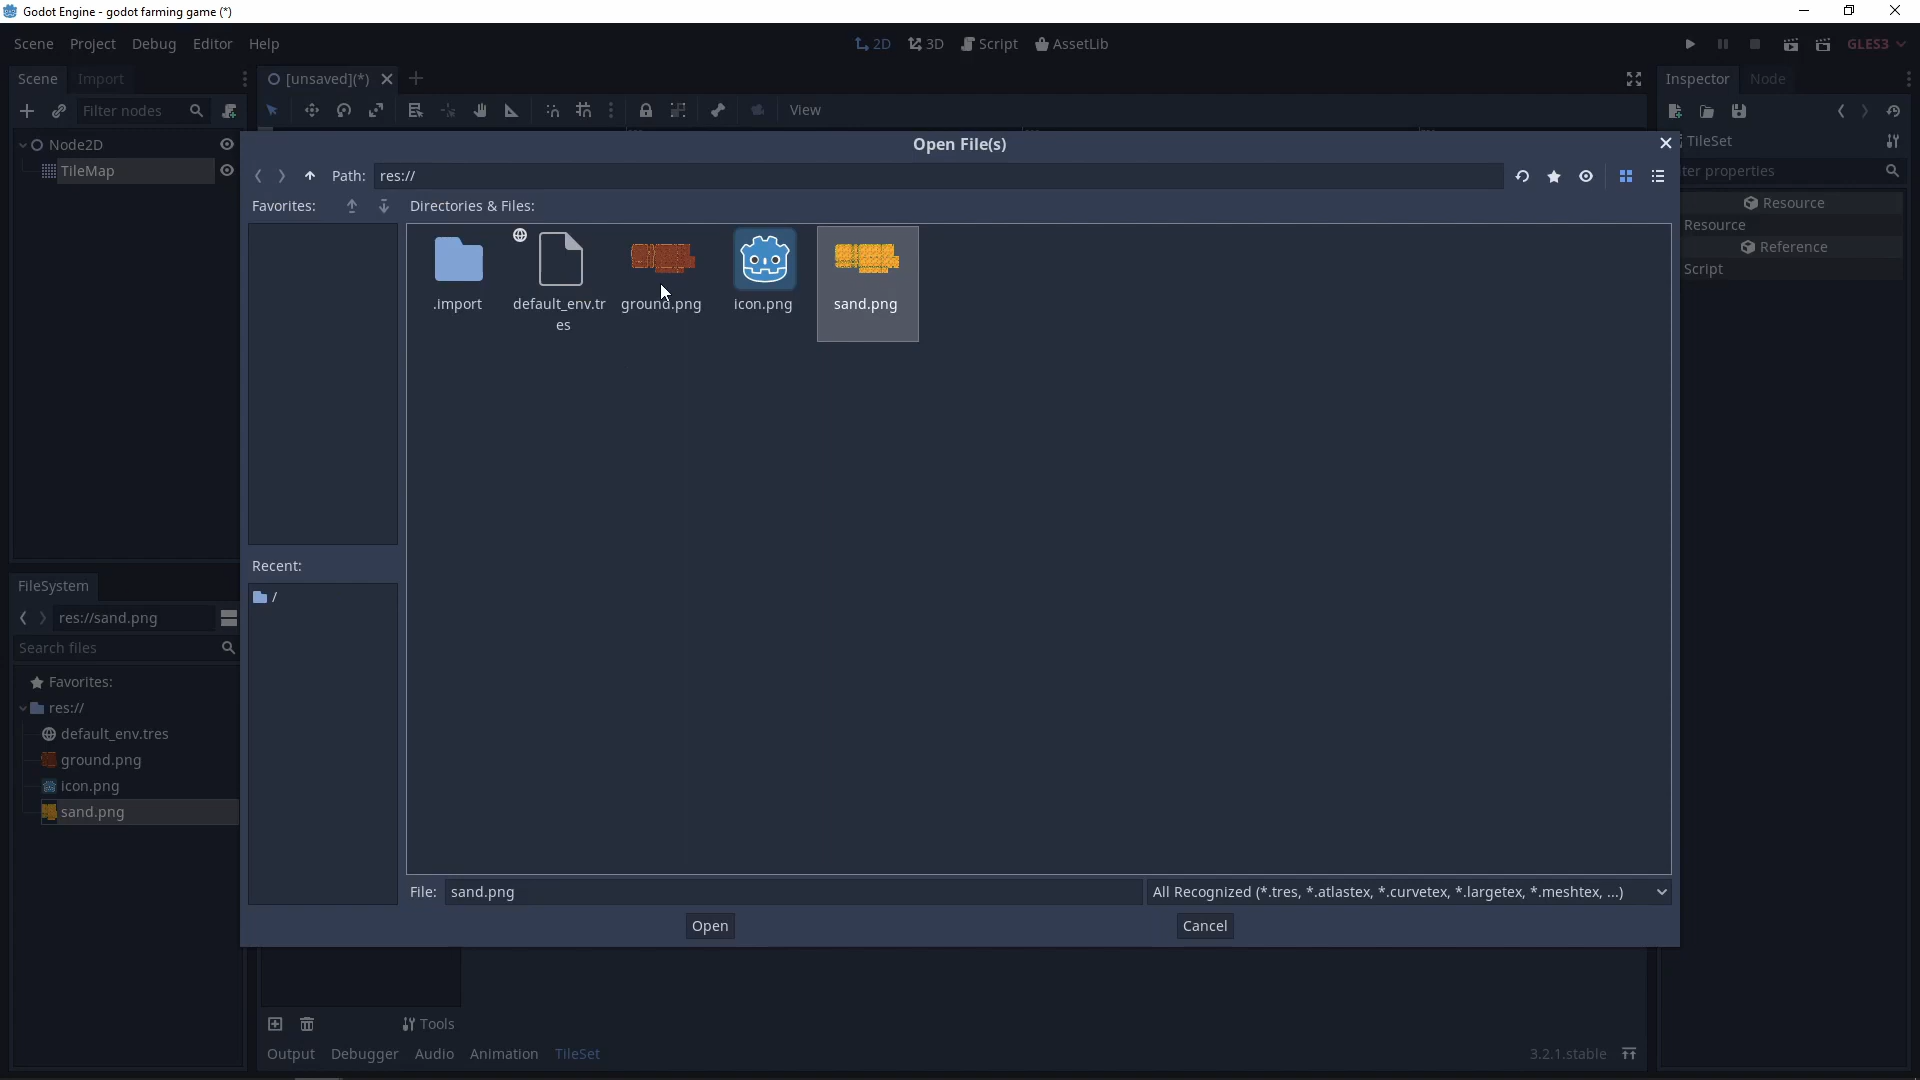 Godot Engine - godot farming game (*)
Scene Project Debug Editor Help
2D 3D Script AssetLib
GLES3
Scene Import
[unsaved](*)
Inspector Node
Filter nodes
View
Node2D
TileMap
Open File(s)
TileSet
Path: res://
ter properties
Favorites: Directories & Files:
Resource
Resource
Reference
Script
.import
default_env.tr
es
ground.png
icon.png
sand.png
Recent:
/
FileSystem
res://sand.png
Search files
Favorites:
res://
default_env.tres
ground.png
icon.png
sand.png
File: sand.png All Recognized (*.tres, *.atlastex, *.curvetex, *.largetex, *.meshtex, ...)
Open Cancel
Tools
Output Debugger Audio Animation TileSet
3.2.1.stable